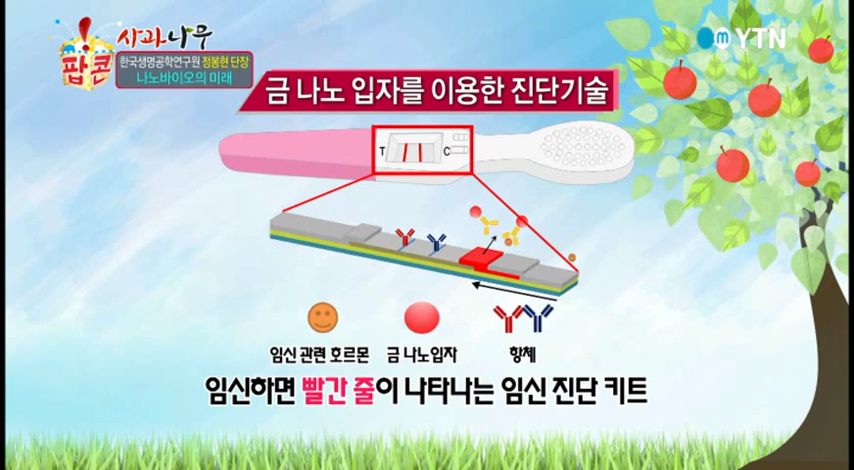 팝콘
사과나무
한국생명공학연구원 정봉현 단장
나노바이오의 미래
YTN
금 나노 입자를 이용한 진단기술
T C
임신 관련 호르몬 금 나노입자 항체
임신하면 빨간 줄이 나타나는 임신 진단 키트